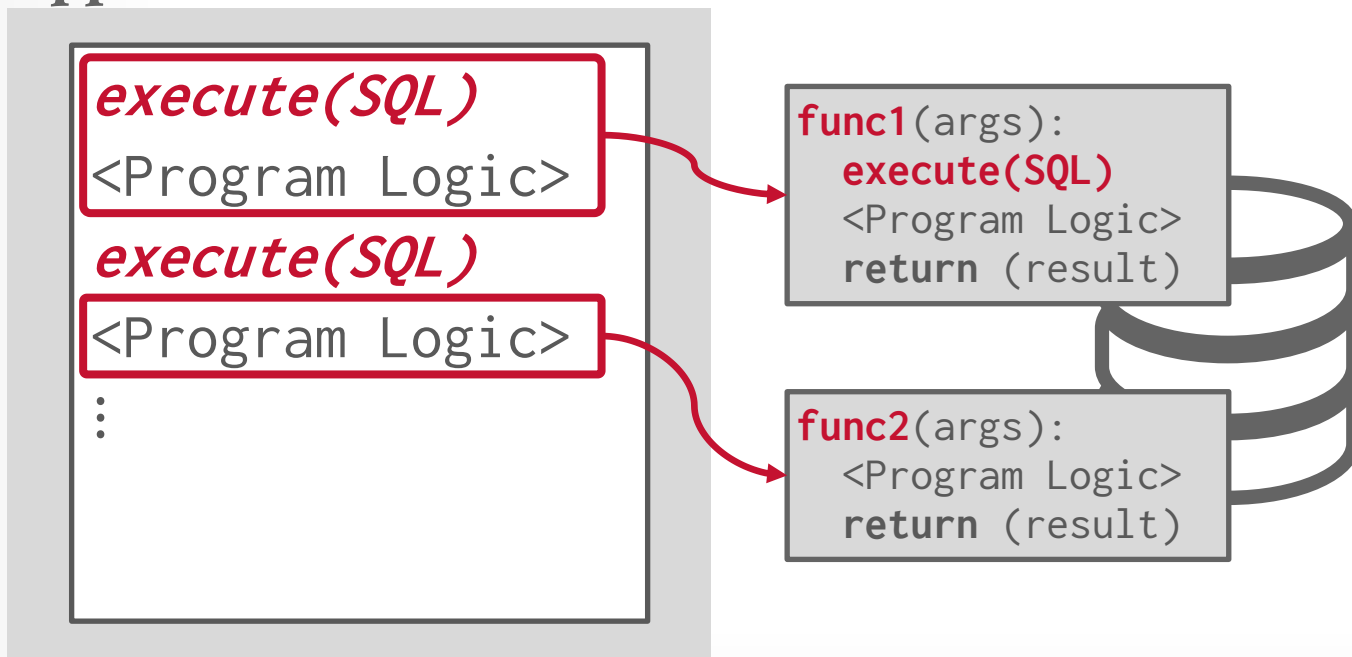 execute(SQL)
<Program Logic>
execute(SQL)
<Program Logic>
⋮
func1(args):
execute(SQL)
<Program Logic>
return (result)
func2(args):
<Program Logic>
return (result)